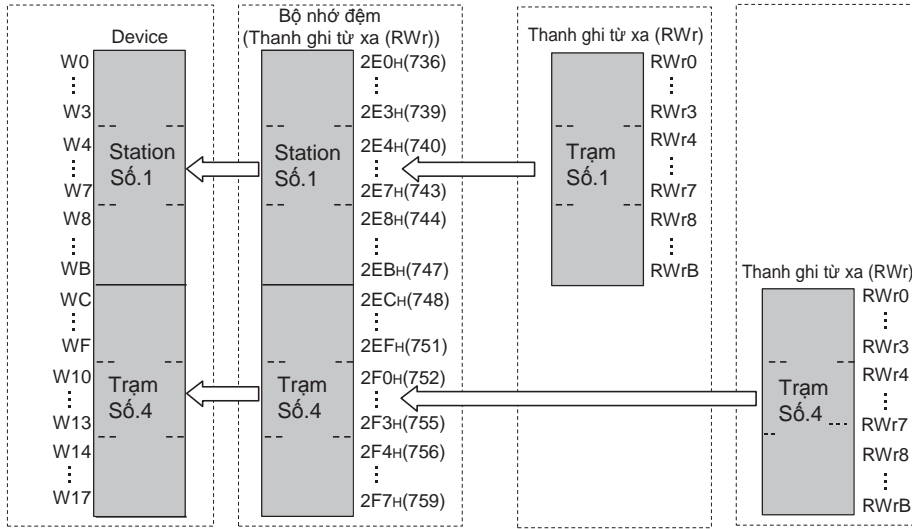 Device
W0
W3
W4
W7
W8
WB
WC
WF
W10
W13
W14
W17
Station
Số.1
Trạm
Số.4
Bộ nhớ đệm
(Thanh ghi từ xa (RWr))
2E0H(736)
2E3H(739)
2E4H(740)
2E7H(743)
2E8H(744)
2EBH(747)
2ECH(748)
2EFH(751)
2F0H(752)
2F3H(755)
2F4H(756)
2F7H(759)
Station
Số.1
Trạm
Số.4
Thanh ghi từ xa (RWr)
RWr0
RWr3
RWr4
RWr7
RWr8
RWrB
Trạm
Số.1
Thanh ghi từ xa (RWr)
RWr0
RWr3
RWr4
RWr7
RWr8
RWrB
Trạm
Số.4